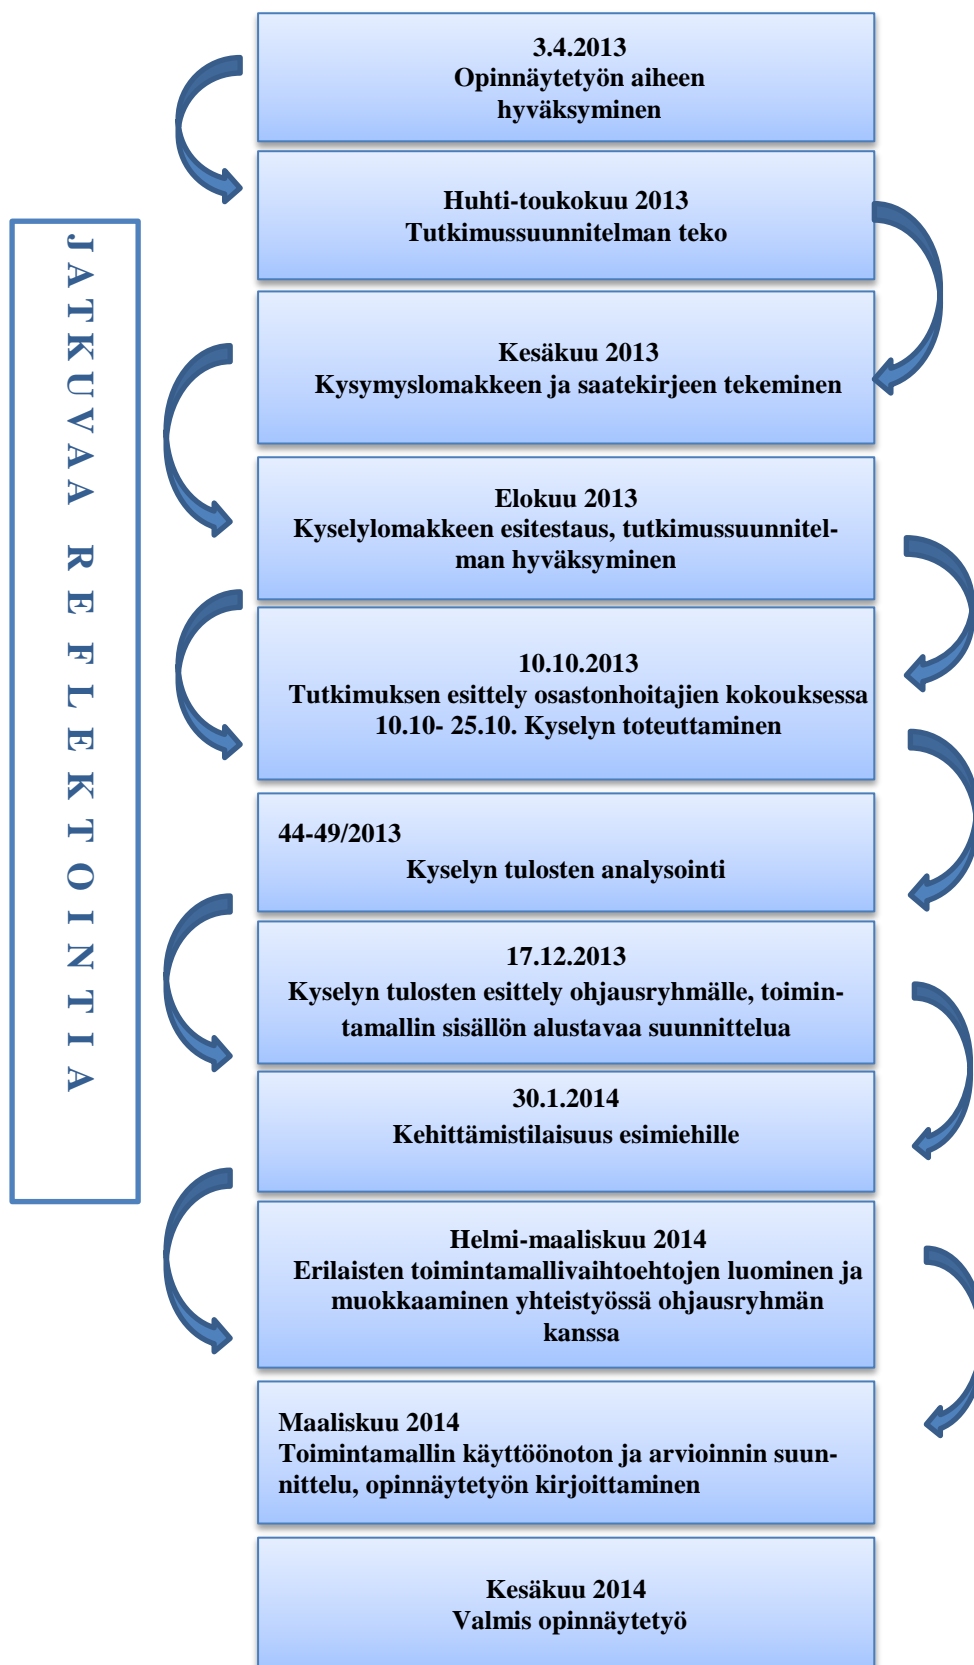 3.4.2013
Opinnäytetyön aiheen
hyväksyminen
Huhti-toukokuu 2013
Tutkimussuunnitelman teko
JATKUVAA REFLEKTOINTIA
Kesäkuu 2013
Kysymyslomakkeen ja saatekirjeen tekeminen
Elokuu 2013
Kyselylomakkeen esitestaus, tutkimussuunnitel-
man hyväksyminen
10.10.2013
Tutkimuksen esittely osastonhoitajien kokouksessa
10.10- 25.10. Kyselyn toteuttaminen
44-49/2013
Kyselyn tulosten analysointi
17.12.2013
Kyselyn tulosten esittely ohjausryhmälle, toimin-
tamallin sisällön alustavaa suunnittelua
30.1.2014
Kehittämistilaisuus esimiehille
Helmi-maaliskuu 2014
Erilaisten toimintamallivaihtoehtojen luominen ja
muokkaaminen yhteistyössä ohjausryhmän
kanssa
Maaliskuu 2014
Toimintamallin käyttöönoton ja arvioinnin suun-
nittelu, opinnäytetyön kirjoittaminen
Kesäkuu 2014
Valmis opinnäytetyö